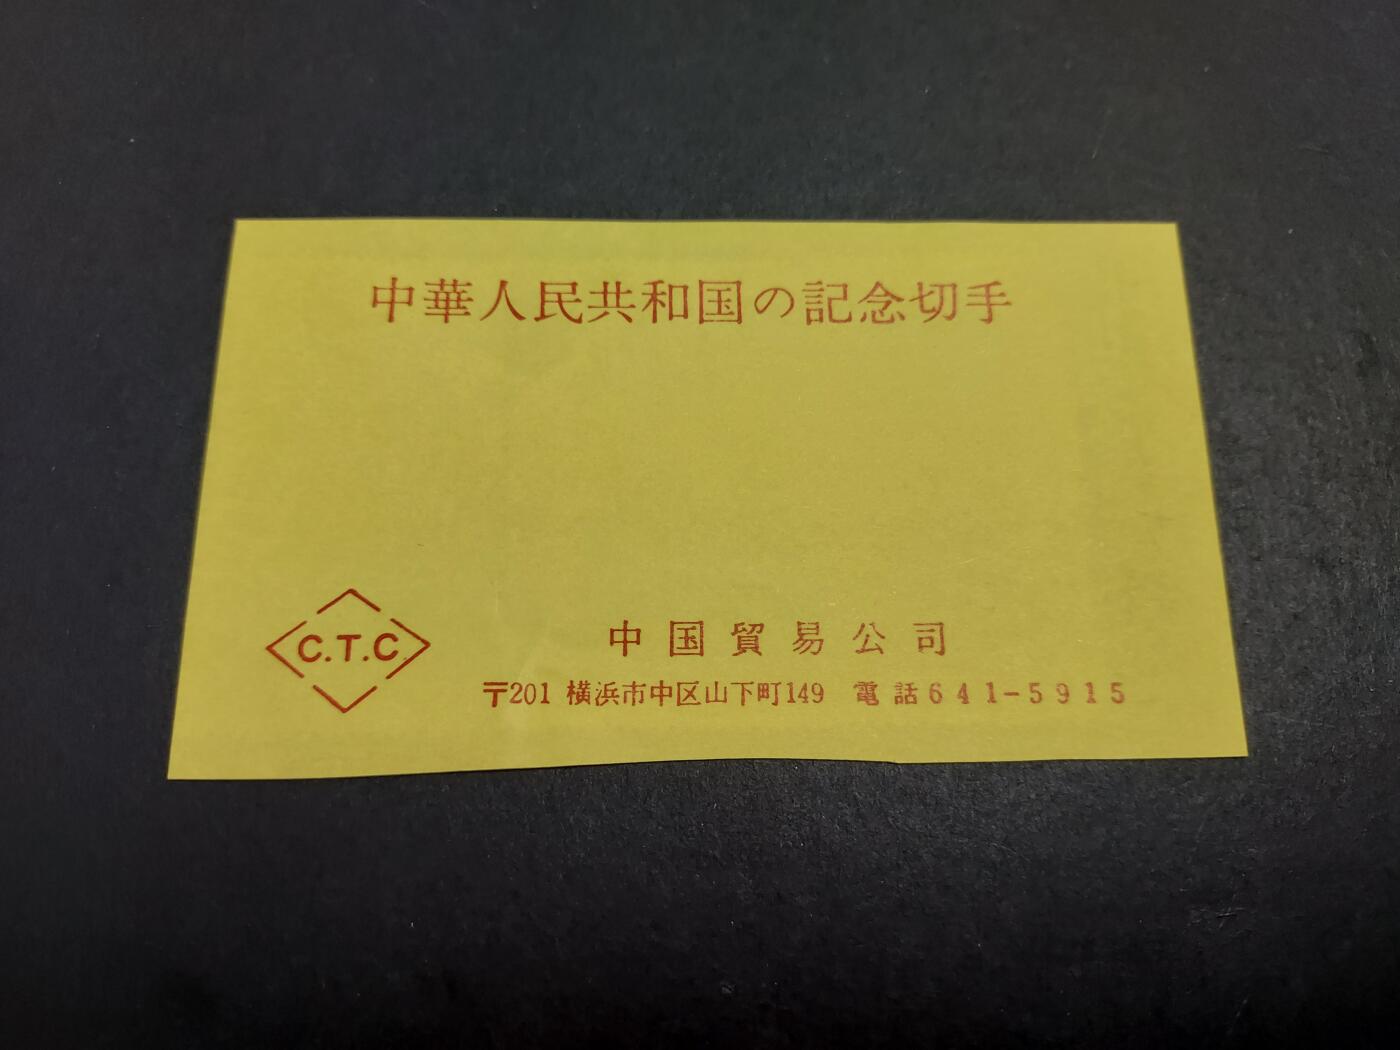 中華人民共和国の記念切手
C.T.C
中国貿易公司
〒201 横浜市中区山下町149 電話641-5915